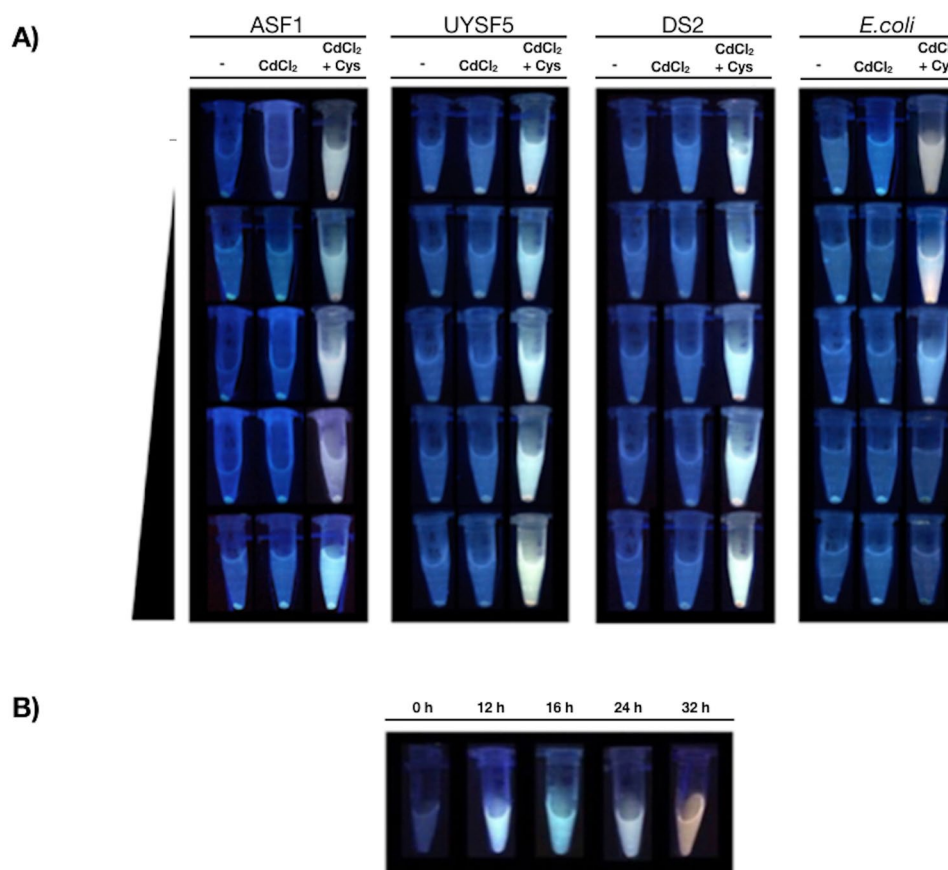 A)
ASF1 UYSF5 DS2 E.coli
- CdCl₂ CdCl₂ + Cys - CdCl₂ CdCl₂ + Cys - CdCl₂ CdCl₂ + Cys - CdCl₂ + Cys
–
B)
0 h 12 h 16 h 24 h 32 h